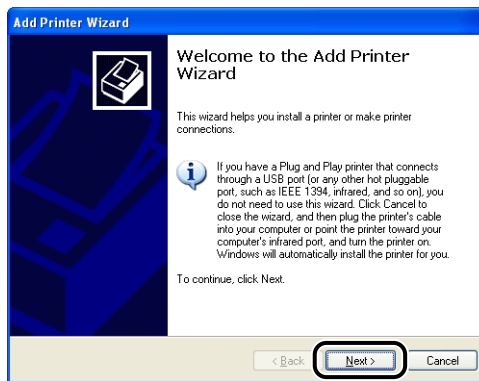 Add Printer Wizard
Welcome to the Add Printer
Wizard
This wizard helps you install a printer or make printer
connections.
If you have a Plug and Play printer that connects
through a USB port (or any other hot pluggable
port, such as IEEE 1394, infrared, and so on), you
do not need to use this wizard. Click Cancel to
close the wizard, and then plug the printer's cable
into your computer or point the printer toward your
computer's infrared port, and turn the printer on.
Windows will automatically install the printer for you.
To continue, click Next.
< Back Next > Cancel